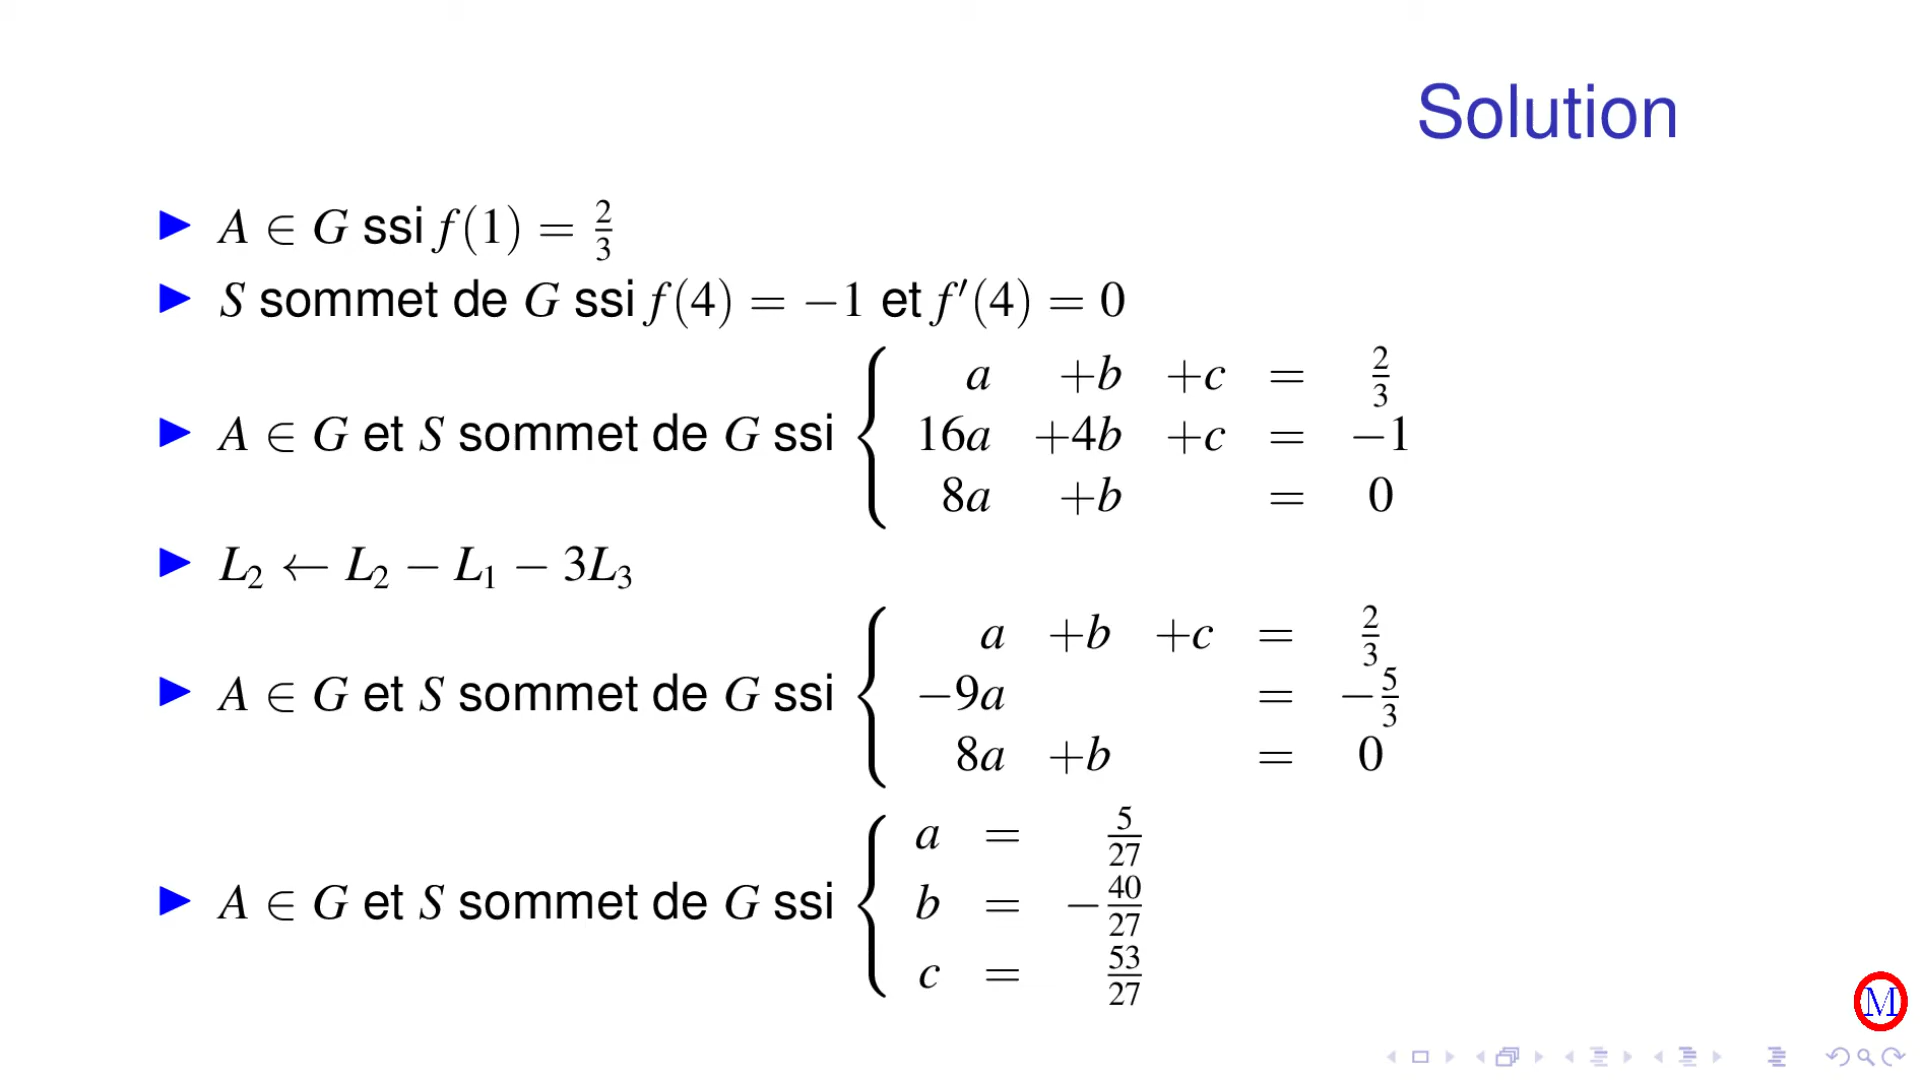 Solution
▶ A ∈ G ssi f(1) = 2/3
▶ S sommet de G ssi f(4) = −1 et f′(4) = 0
▶ A ∈ G et S sommet de G ssi {
a +b +c = 2/3
16a +4b +c = −1
8a +b = 0
▶ L₂ ← L₂ − L₁ − 3L₃
▶ A ∈ G et S sommet de G ssi {
a +b +c = 2/3
−9a = −5/3
8a +b = 0
▶ A ∈ G et S sommet de G ssi {
a = 5/27
b = −40/27
c = 53/27
M